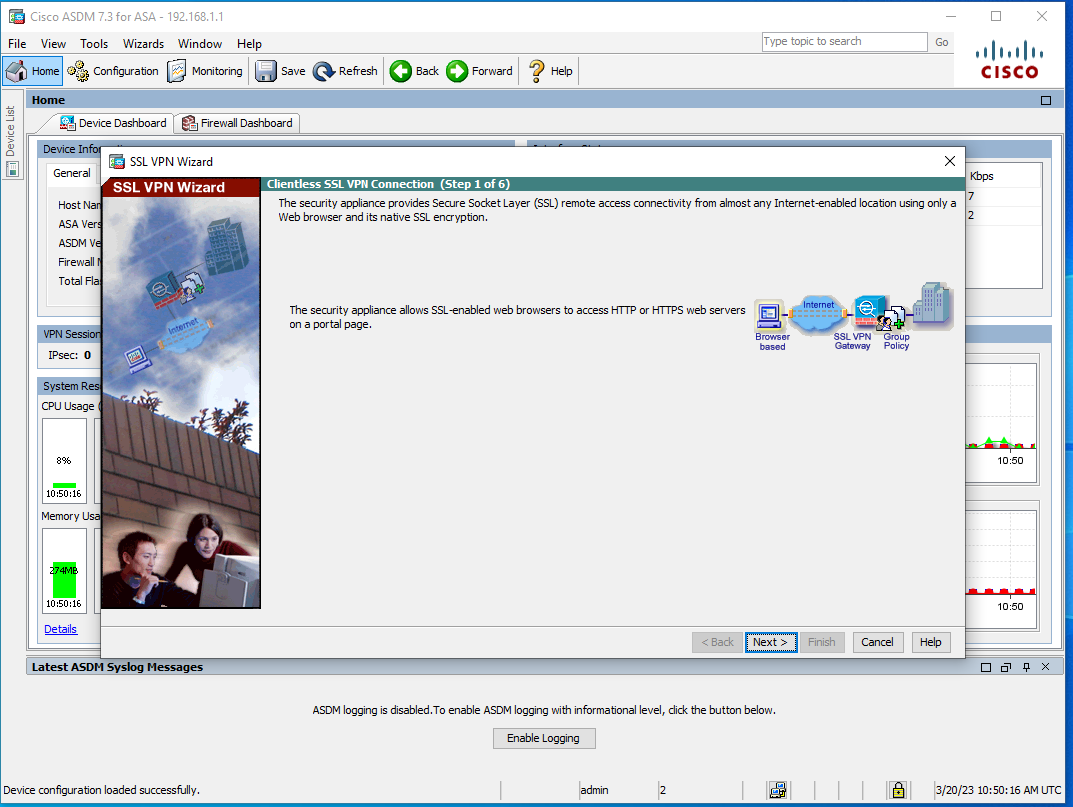 Cisco ASDM 7.3 for ASA - 192.168.1.1
File View Tools Wizards Window Help
Type topic to search Go
Home Configuration Monitoring Save Refresh Back Forward Help
CISCO
Device List
Home
Device Dashboard Firewall Dashboard
Device
General
Host
ASA
ASDM
Firewall
Total
Kbps
7
2
VPN Session
IPsec: 0
System
CPU Usage
8%
10:50:16
Memory
274MB
10:50:16
Details
10:50
10:50
SSL VPN Wizard
SSL VPN Wizard
Internet
Clientless SSL VPN Connection (Step 1 of 6)
The security appliance provides Secure Socket Layer (SSL) remote access connectivity from almost any Internet-enabled location using only a
Web browser and its native SSL encryption.
The security appliance allows SSL-enabled web browsers to access HTTP or HTTPS web servers
on a portal page.
Internet
Browser
based
SSL VPN
Gateway
Group
Policy
< Back Next > Finish Cancel Help
Latest ASDM Syslog Messages
ASDM logging is disabled.To enable ASDM logging with informational level, click the button below.
Enable Logging
Device configuration loaded successfully. admin 2 3/20/23 10:50:16 AM UTC